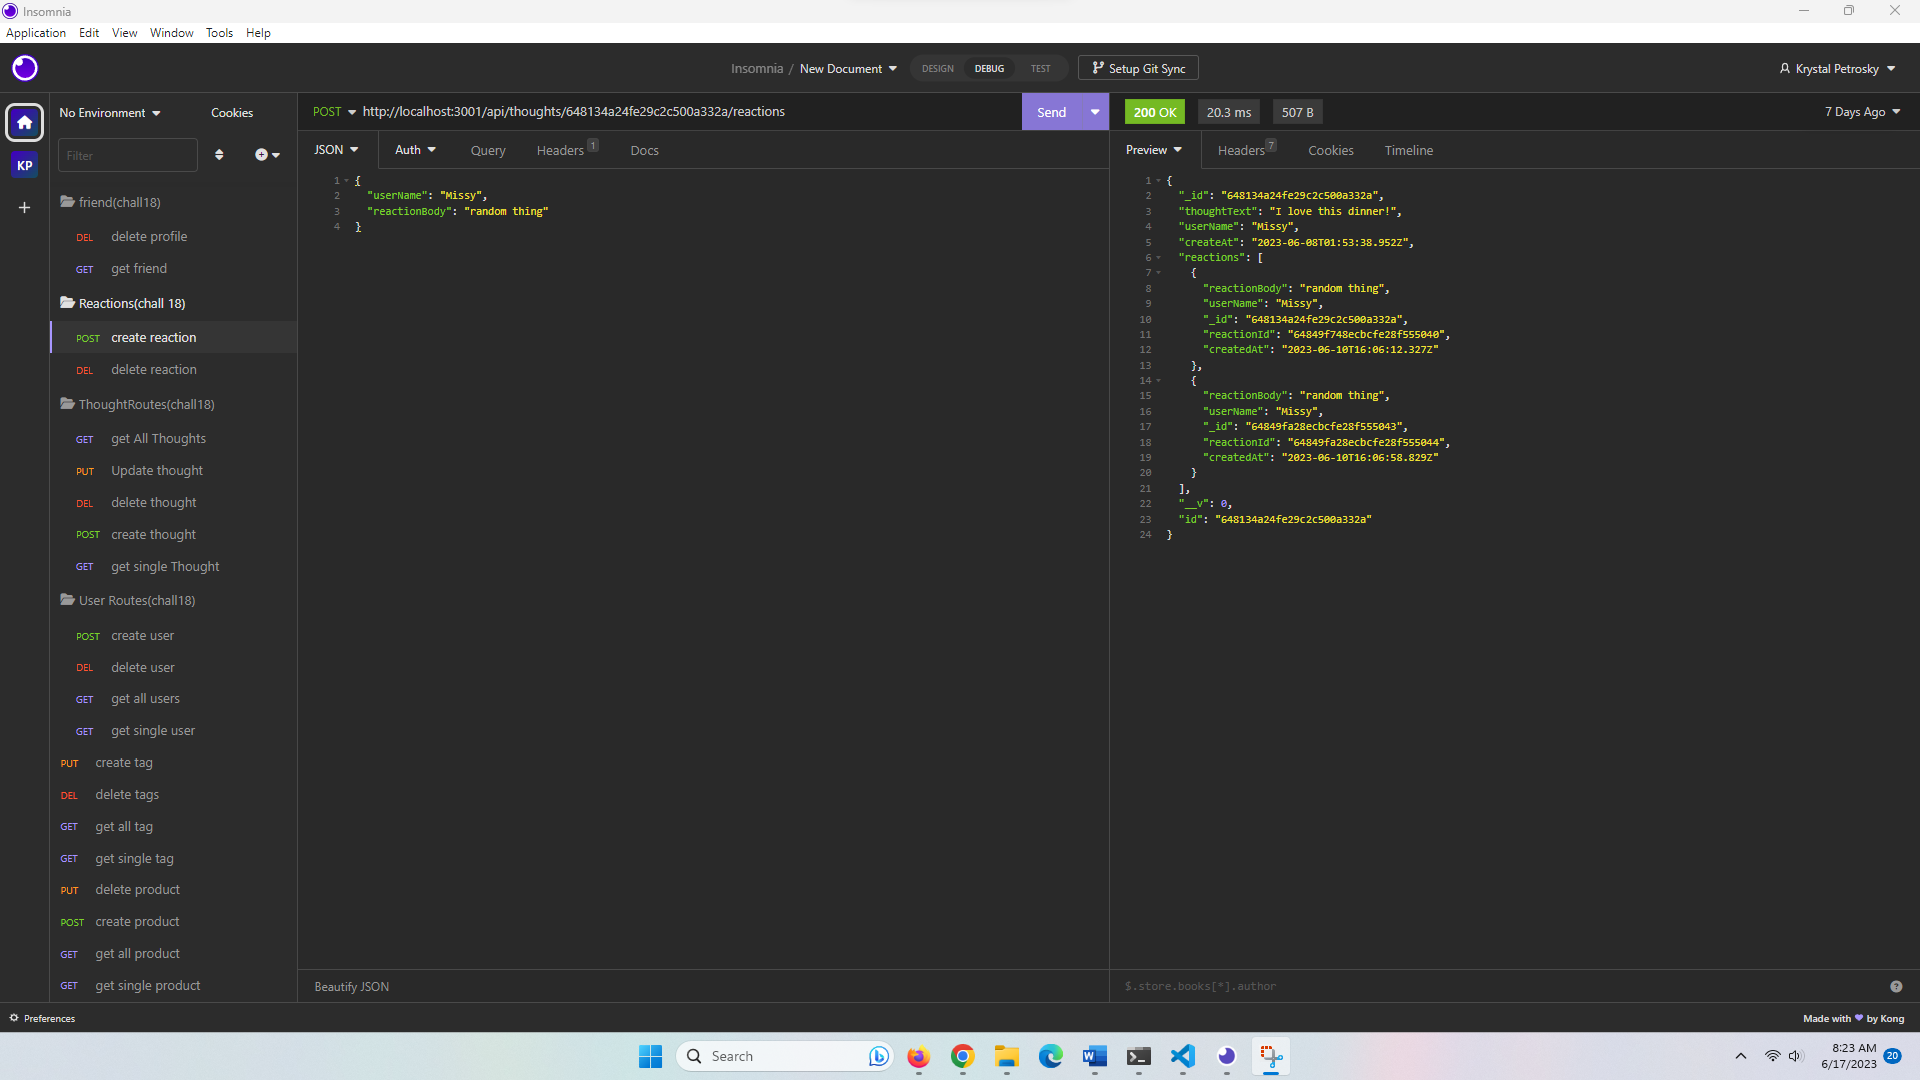 Insomnia
Application Edit View Window Tools Help
Insomnia / New Document DESIGN DEBUG TEST Setup Git Sync Krystal Petrosky
No Environment Cookies
Filter
KP
friend(chall18)
DEL delete profile
GET get friend
Reactions(chall 18)
POST create reaction
DEL delete reaction
ThoughtRoutes(chall18)
GET get All Thoughts
PUT Update thought
DEL delete thought
POST create thought
GET get single Thought
User Routes(chall18)
POST create user
DEL delete user
GET get all users
GET get single user
PUT create tag
DEL delete tags
GET get all tag
GET get single tag
PUT delete product
POST create product
GET get all product
GET get single product
POST http://localhost:3001/api/thoughts/648134a24fe29c2c500a332a/reactions Send
JSON Auth Query Headers 1 Docs
1 {
2 "userName": "Missy",
3 "reactionBody": "random thing"
4 }
Beautify JSON
200 OK 20.3 ms 507 B 7 Days Ago
Preview Headers 7 Cookies Timeline
1 {
2 "_id": "648134a24fe29c2c500a332a",
3 "thoughtText": "I love this dinner!",
4 "userName": "Missy",
5 "createAt": "2023-06-08T01:53:38.952Z",
6 "reactions": [
7 {
8 "reactionBody": "random thing",
9 "userName": "Missy",
10 "_id": "648134a24fe29c2c500a332a",
11 "reactionId": "64849f748ecbcfe28f555040",
12 "createdAt": "2023-06-10T16:06:12.327Z"
13 },
14 {
15 "reactionBody": "random thing",
16 "userName": "Missy",
17 "_id": "64849fa28ecbcfe28f555043",
18 "reactionId": "64849fa28ecbcfe28f555044",
19 "createdAt": "2023-06-10T16:06:58.829Z"
20 }
21 ],
22 "__v": 0,
23 "id": "648134a24fe29c2c500a332a"
24 }
$.store.books[*].author
Preferences
Made with by Kong
Search
8:23 AM
6/17/2023
20